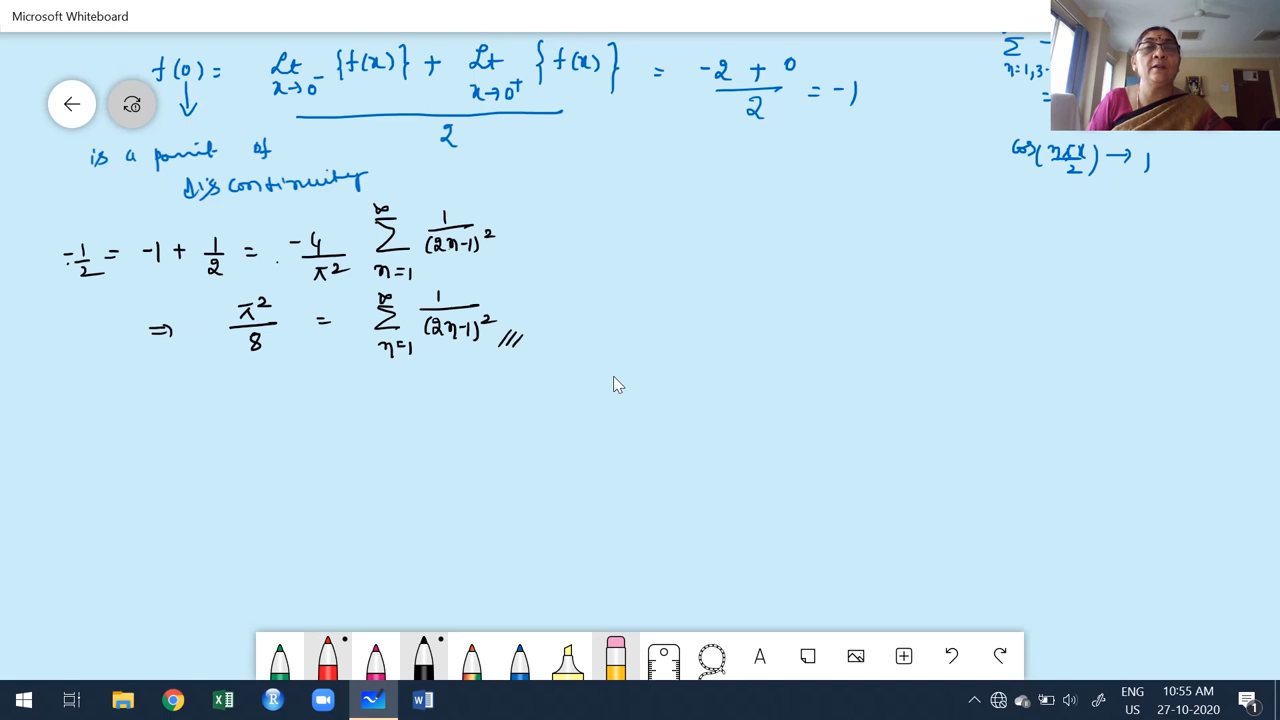 Microsoft Whiteboard
f(0) = Lt x→0⁻ {f(x)} + Lt x→0⁺ {f(x)} / 2 = -2 + 0 / 2 = -1
is a point of
discontinuity
∑ -
n=1,3-
=
cos(nπx/2) → 1
-1/2 = -1 + 1/2 = -4/π² ∑ n=1 ∞ 1/(2n-1)²
⇒ π²/8 = ∑ n=1 ∞ 1/(2n-1)² ///
A
ENG
US
10:55 AM
27-10-2020
1